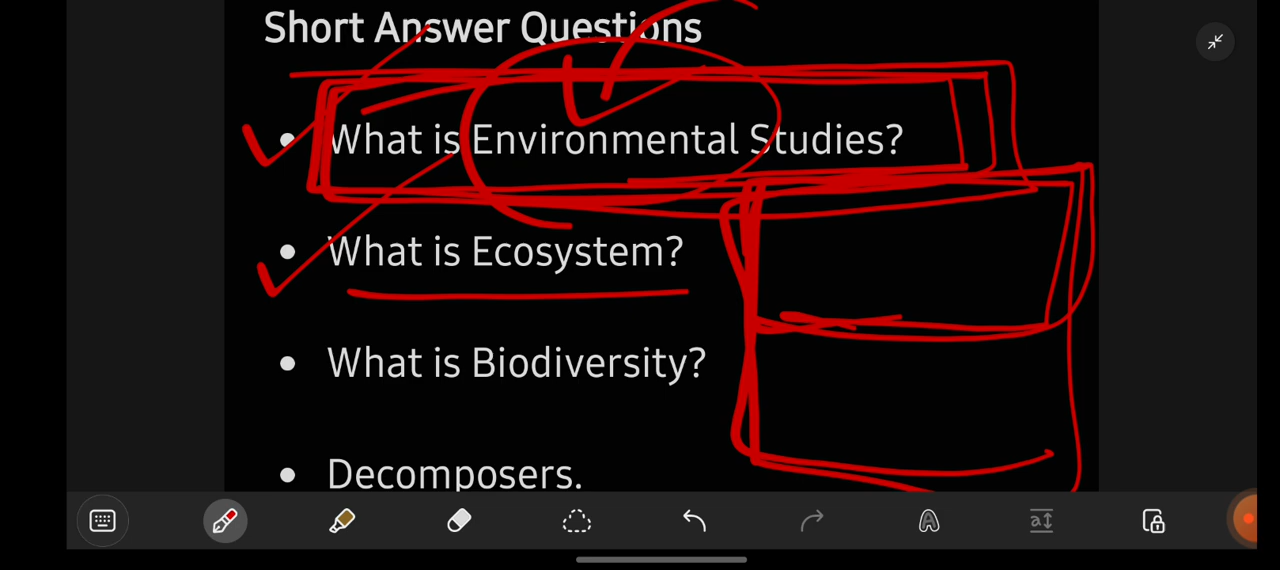 Short Answer Questions
• What is Environmental Studies?
• What is Ecosystem?
• What is Biodiversity?
• Decomposers.